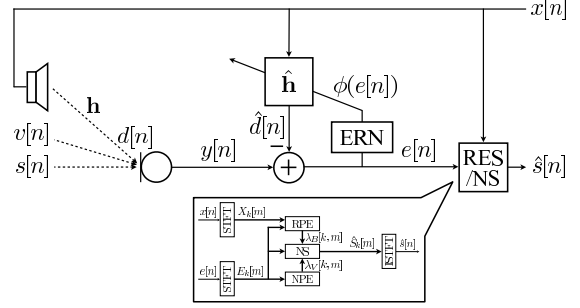 x[n]
ĥ
ϕ(e[n])
h
v[n]
d[n]
d̂[n]
−
ERN
s[n]
y[n]
+
e[n]
RES
/NS
ŝ[n]
x[n]
STFT
X_k[m]
RPE
λ_B[k,m]
NS
Ŝ_k[m]
ISTFT
ŝ[n]
λ_V[k,m]
e[n]
STFT
E_k[m]
NPE